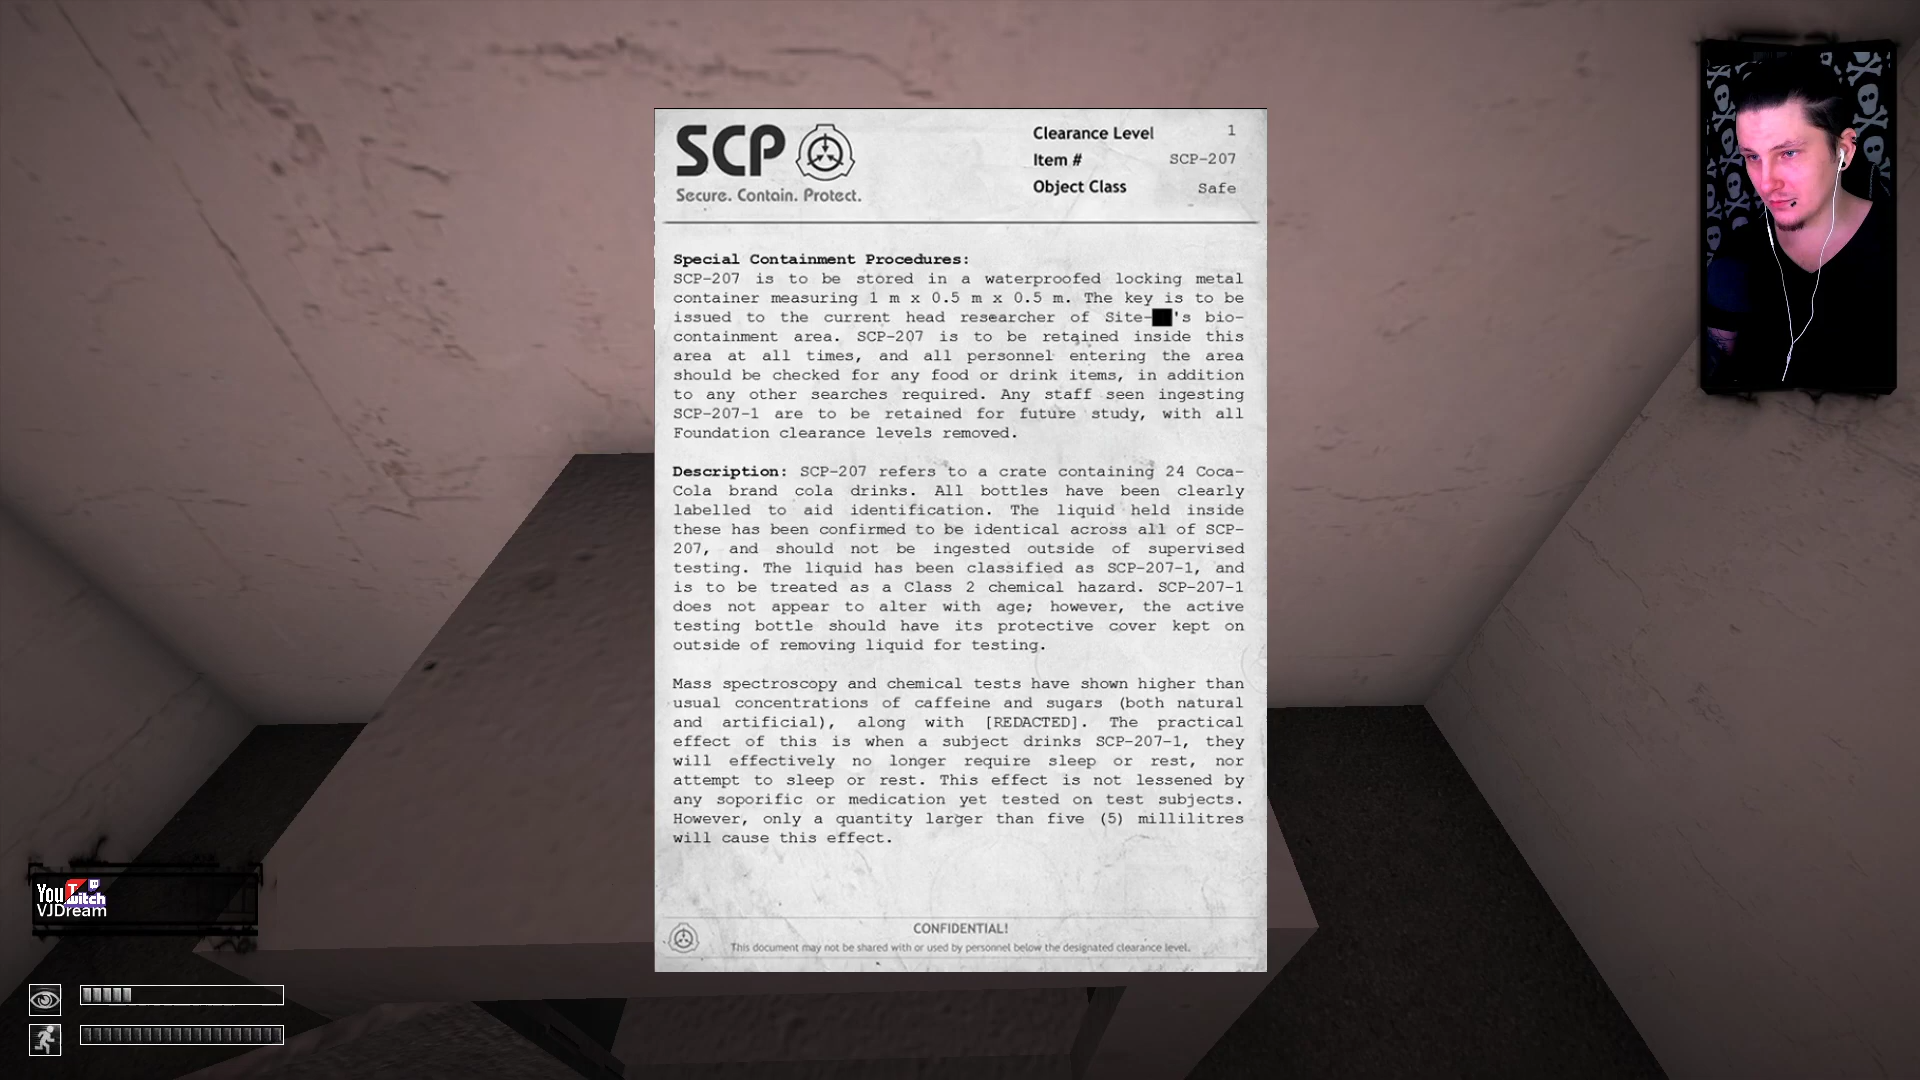 SCP
Secure. Contain. Protect.
Clearance Level 1
Item # SCP-207
Object Class Safe
Special Containment Procedures:
SCP-207 is to be stored in a waterproofed locking metal
container measuring 1 m x 0.5 m x 0.5 m. The key is to be
issued to the current head researcher of Site-██'s bio-
containment area. SCP-207 is to be retained inside this
area at all times, and all personnel entering the area
should be checked for any food or drink items, in addition
to any other searches required. Any staff seen ingesting
SCP-207-1 are to be retained for future study, with all
Foundation clearance levels removed.
Description: SCP-207 refers to a crate containing 24 Coca-
Cola brand cola drinks. All bottles have been clearly
labelled to aid identification. The liquid held inside
these has been confirmed to be identical across all of SCP-
207, and should not be ingested outside of supervised
testing. The liquid has been classified as SCP-207-1, and
is to be treated as a Class 2 chemical hazard. SCP-207-1
does not appear to alter with age; however, the active
testing bottle should have its protective cover kept on
outside of removing liquid for testing.
Mass spectroscopy and chemical tests have shown higher than
usual concentrations of caffeine and sugars (both natural
and artificial), along with [REDACTED]. The practical
effect of this is when a subject drinks SCP-207-1, they
will effectively no longer require sleep or rest, nor
attempt to sleep or rest. This effect is not lessened by
any soporific or medication yet tested on test subjects.
However, only a quantity larger than five (5) millilitres
will cause this effect.
CONFIDENTIAL!
This document may not be shared with or used by personnel below the designated clearance level.
YouTwitch
VJDream